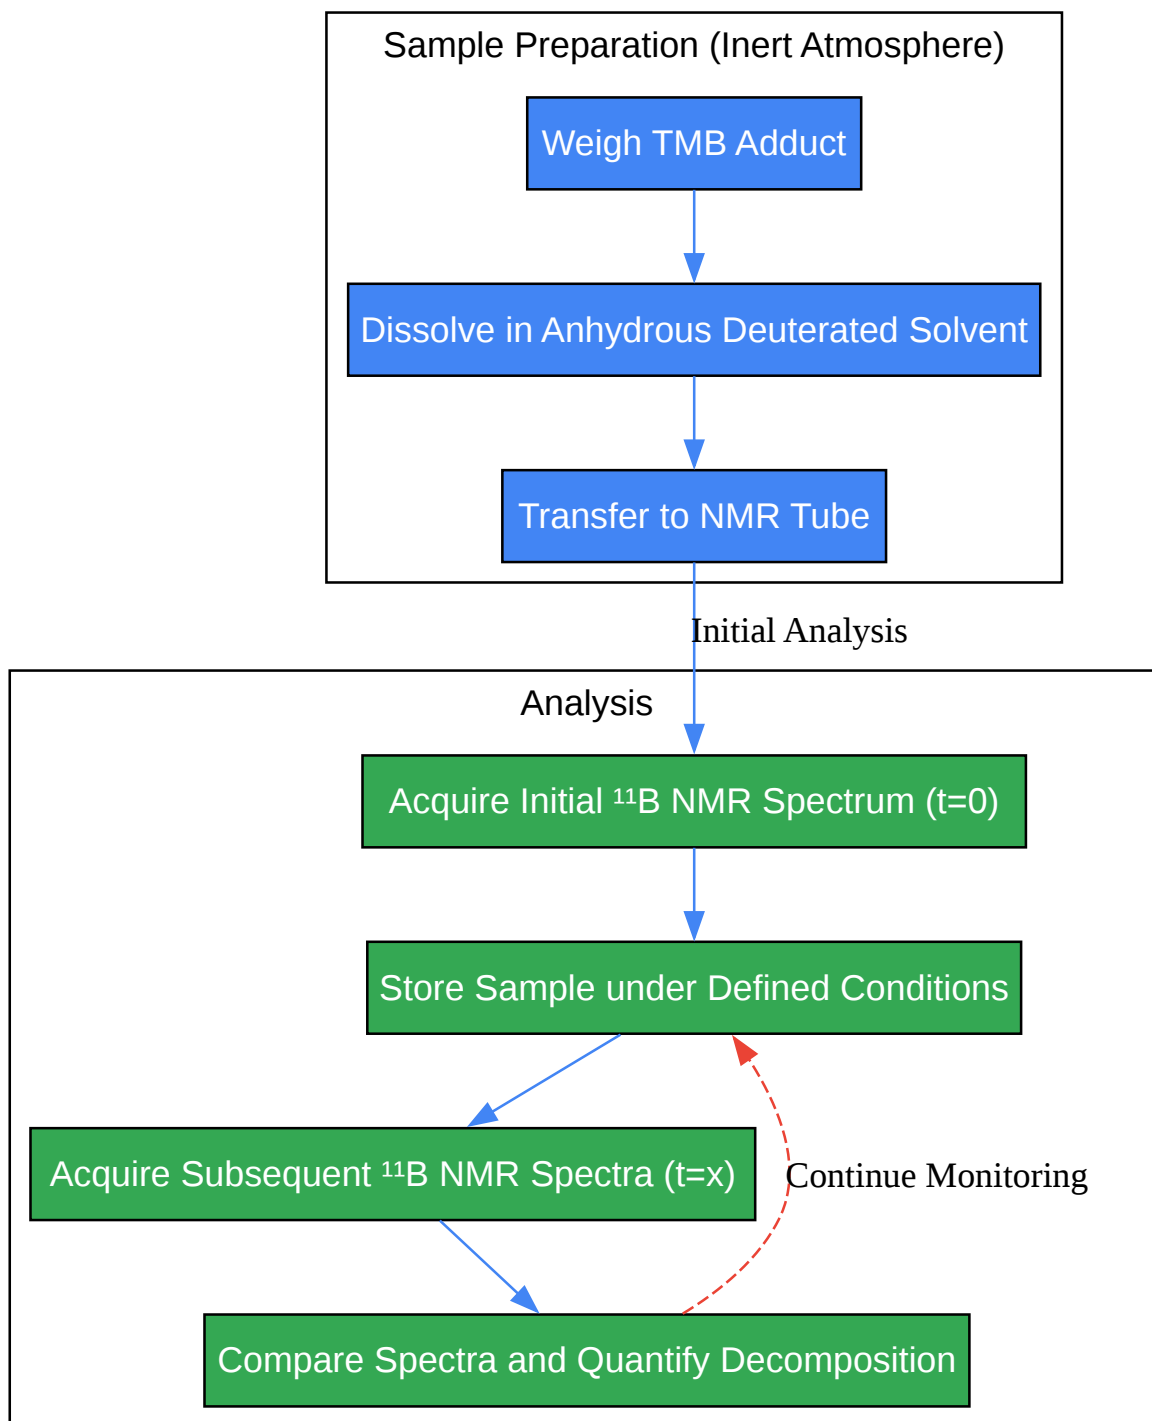 Sample Preparation (Inert Atmosphere)
Weigh TMB Adduct
Dissolve in Anhydrous Deuterated Solvent
Transfer to NMR Tube
Initial Analysis
Analysis
Acquire Initial ¹¹B NMR Spectrum (t=0)
Store Sample under Defined Conditions
Acquire Subsequent ¹¹B NMR Spectra (t=x)
Continue Monitoring
Compare Spectra and Quantify Decomposition